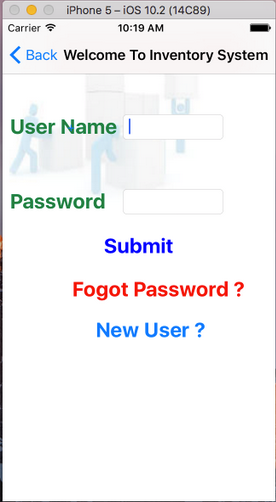 iPhone 5 – iOS 10.2 (14C89)
Carrier 10:19 AM
Back Welcome To Inventory System
User Name
Password
Submit
Fogot Password ?
New User ?